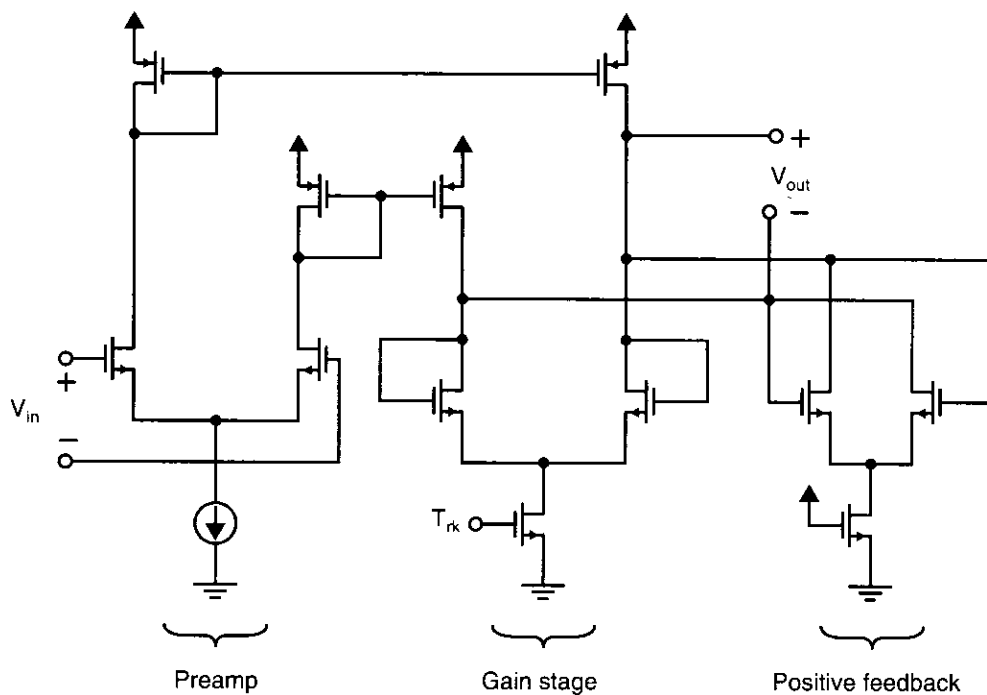 +
V_out
−
+
V_in
−
T_rk
Preamp
Gain stage
Positive feedback